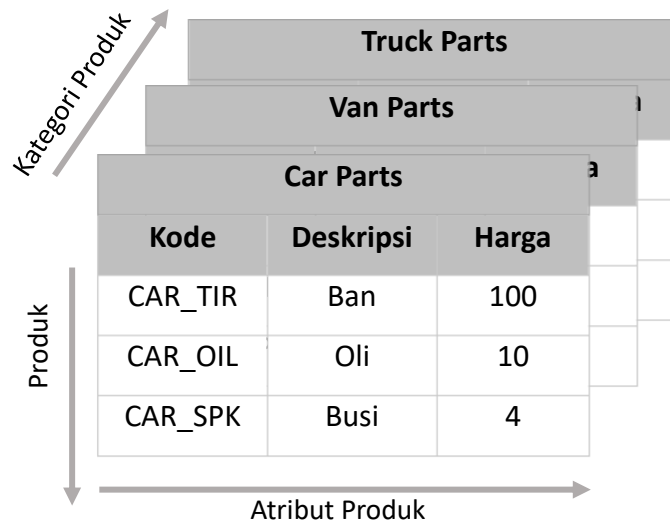 Kategori Produk
Truck Parts
Van Parts
a
Car Parts
Kode Deskripsi Harga
CAR_TIR Ban 100
CAR_OIL Oli 10
CAR_SPK Busi 4
Produk
Atribut Produk